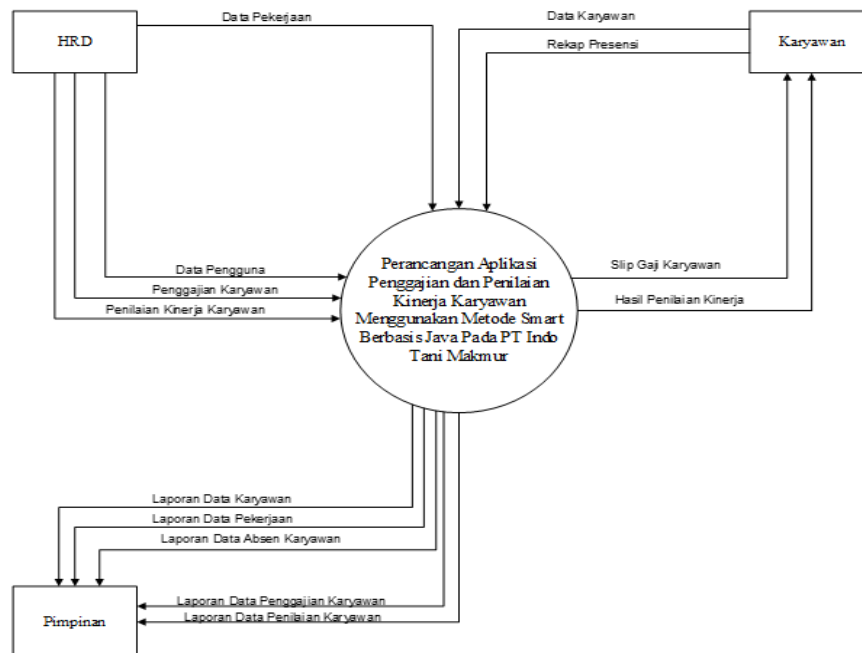 Data Pekerjaan
HRD
Data Karyawan
Rekap Presensi
Karyawan
Data Pengguna
Penggajian Karyawan
Penilaian Kinerja Karyawan
Perancangan Aplikasi
Penggajian dan Penilaian
Kinerja Karyawan
Menggunakan Metode Smart
Berbasis Java Pada PT Indo
Tani Makmur
Slip Gaji Karyawan
Hasil Penilaian Kinerja
Laporan Data Karyawan
Laporan Data Pekerjaan
Laporan Data Absen Karyawan
Laporan Data Penggajian Karyawan
Laporan Data Penilaian Karyawan
Pimpinan